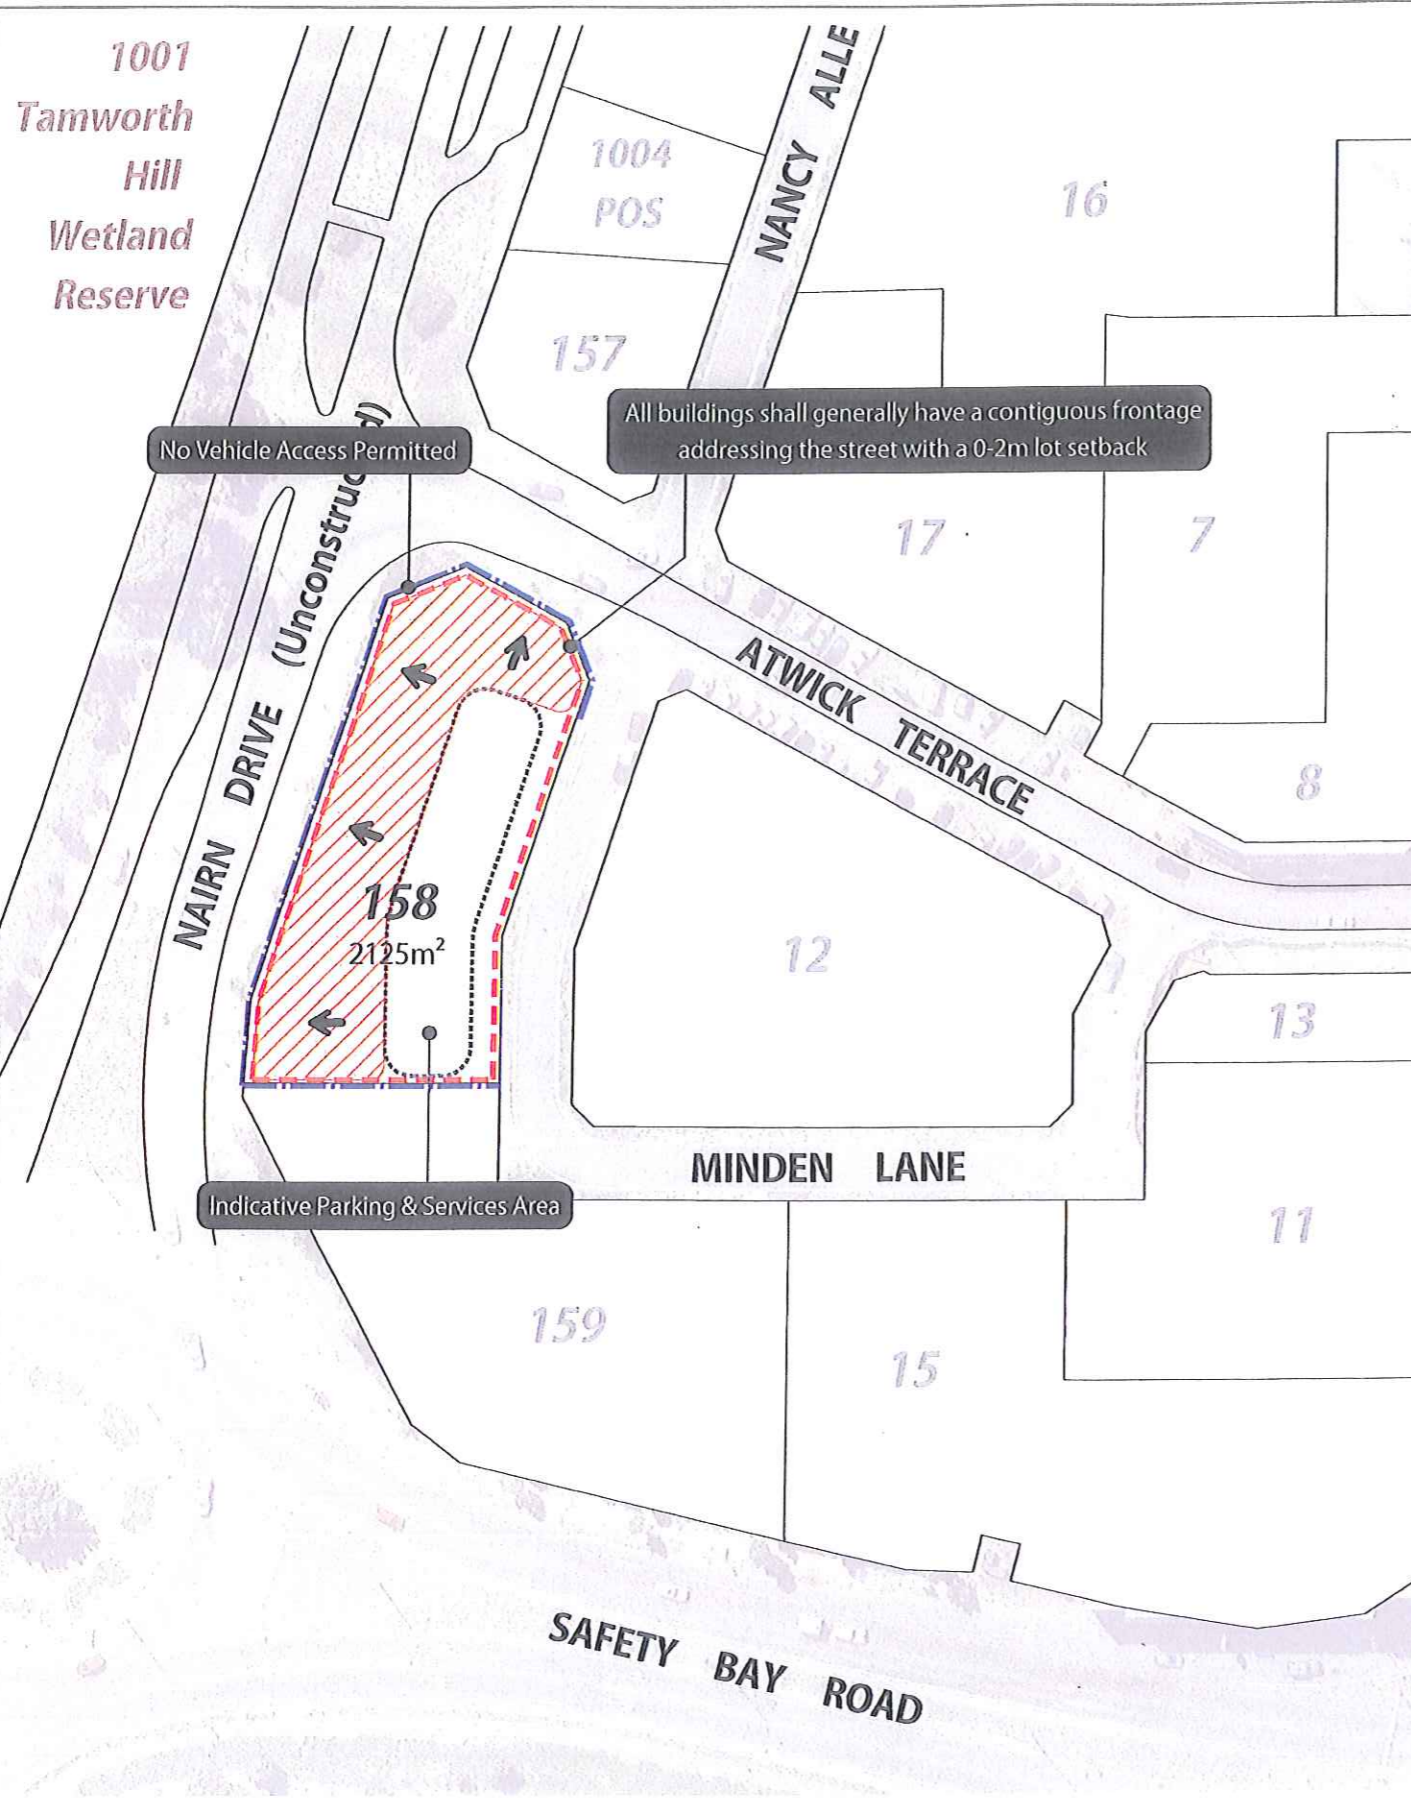 1001
Tamworth
Hill
Wetland
Reserve
NANCY ALLE
1004
POS
16
157
All buildings shall generally have a contiguous frontage
addressing the street with a 0-2m lot setback
No Vehicle Access Permitted
17
7
NAIRN DRIVE (Unconstruc d)
ATWICK TERRACE
8
158
2125m²
12
13
MINDEN LANE
Indicative Parking & Services Area
11
159
15
SAFETY BAY ROAD